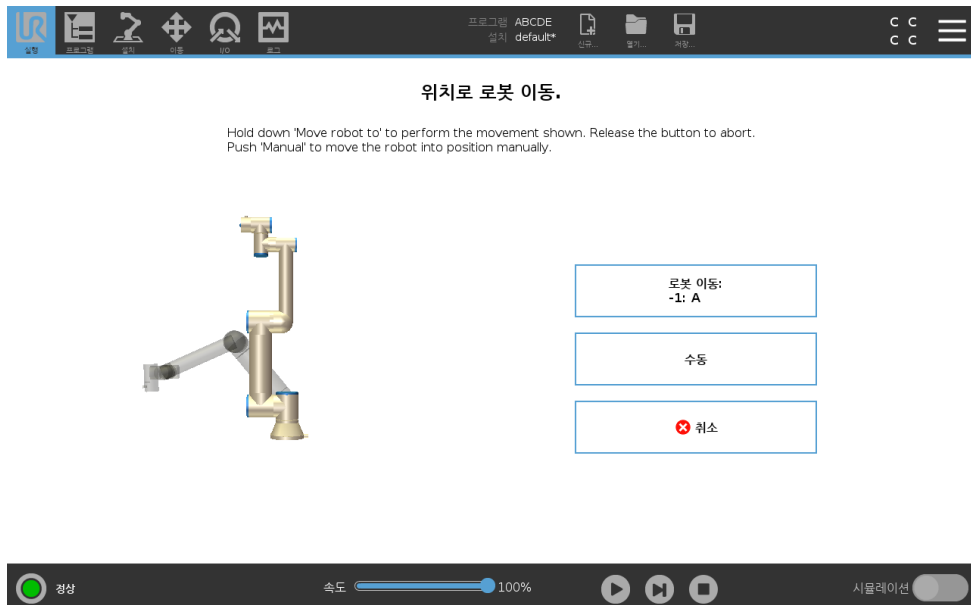 UR
실행
프로그램
설치
이동
I/O
로그
프로그램 ABCDE
설치 default*
신규...
열기...
저장...
C C
C C
위치로 로봇 이동.
Hold down 'Move robot to' to perform the movement shown. Release the button to abort.
Push 'Manual' to move the robot into position manually.
로봇 이동:
-1: A
수동
취소
정상
속도 100%
시뮬레이션